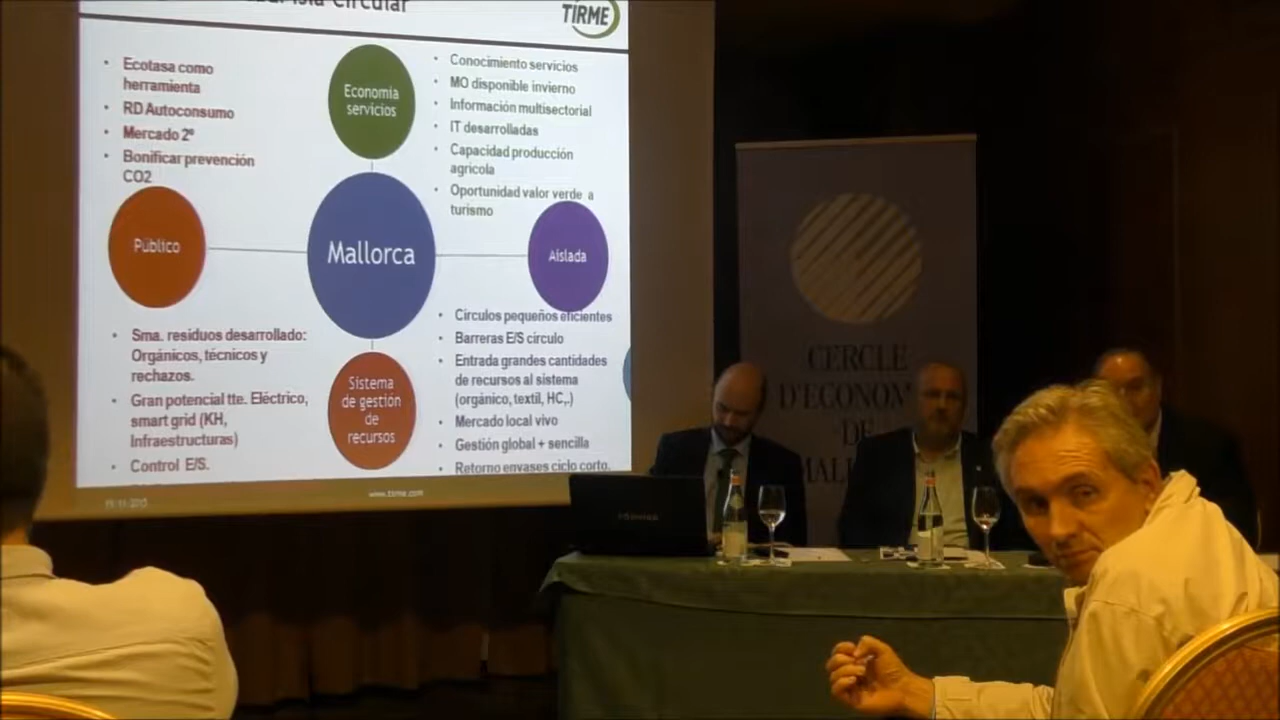 Isla Circular
TIRME
• Ecotasa como
herramienta
• RD Autoconsumo
• Mercado 2º
• Bonificar prevención
CO2
Economía
servicios
• Conocimiento servicios
• MO disponible invierno
• Información multisectorial
• IT desarrolladas
• Capacidad producción
agrícola
• Oportunidad valor verde a
turismo
Público
Mallorca
Aislada
• Sma. residuos desarrollado:
Orgánicos, técnicos y
rechazos.
• Gran potencial tte. Eléctrico,
smart grid (KH,
Infraestructuras)
• Control E/S.
Sistema
de gestión
de
recursos
• Círculos pequeños eficientes
• Barreras E/S circulo
• Entrada grandes cantidades
de recursos al sistema
(orgánico, textil, HC,.)
• Mercado local vivo
• Gestión global + sencilla
• Retorno envases ciclo corto.
www.tirme.com
CERCLE
D'ECONOM
DE
MALL